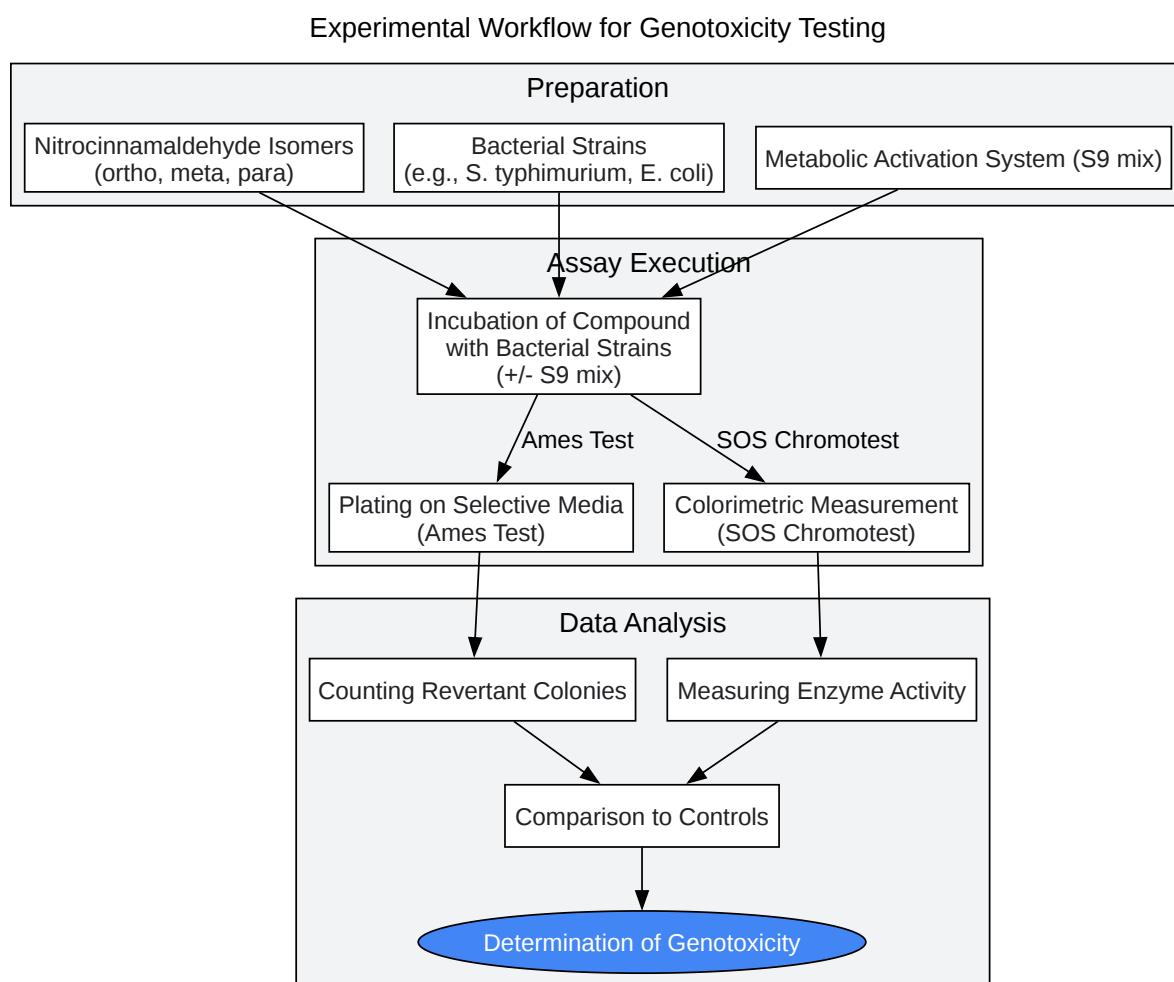 Experimental Workflow for Genotoxicity Testing
Preparation
Nitrocinnamaldehyde Isomers
(ortho, meta, para)
Bacterial Strains
(e.g., S. typhimurium, E. coli)
Metabolic Activation System (S9 mix)
Assay Execution
Incubation of Compound
with Bacterial Strains
(+/- S9 mix)
Ames Test
SOS Chromotest
Plating on Selective Media
(Ames Test)
Colorimetric Measurement
(SOS Chromotest)
Data Analysis
Counting Revertant Colonies
Measuring Enzyme Activity
Comparison to Controls
Determination of Genotoxicity